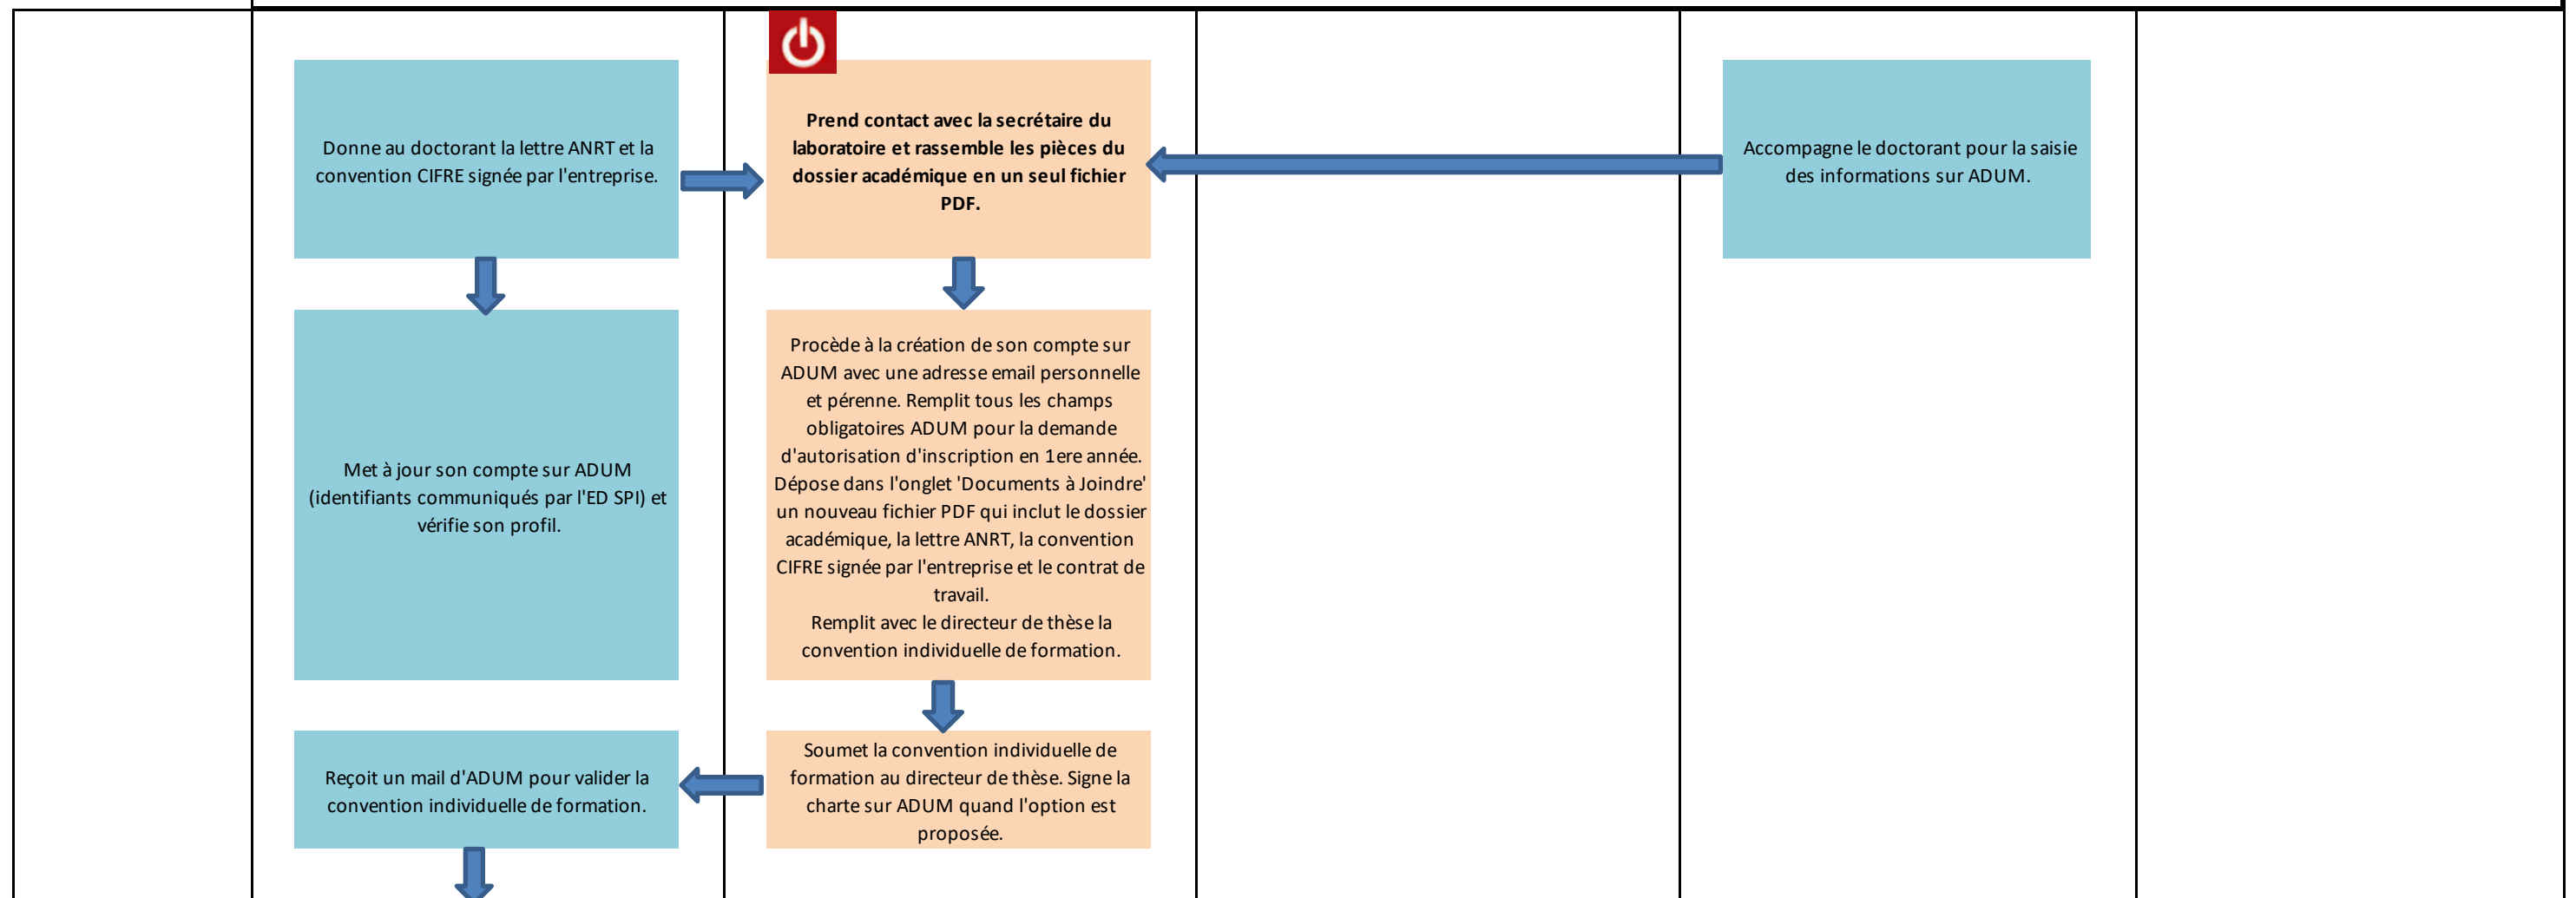 Donne au doctorant la lettre ANRT et la
convention CIFRE signée par l'entreprise.
Prend contact avec la secrétaire du
laboratoire et rassemble les pièces du
dossier académique en un seul fichier
PDF.
Accompagne le doctorant pour la saisie
des informations sur ADUM.
Met à jour son compte sur ADUM
(identifiants communiqués par l'ED SPI) et
vérifie son profil.
Procède à la création de son compte sur
ADUM avec une adresse email personnelle
et pérenne. Remplit tous les champs
obligatoires ADUM pour la demande
d'autorisation d'inscription en 1ere année.
Dépose dans l'onglet 'Documents à Joindre'
un nouveau fichier PDF qui inclut le dossier
académique, la lettre ANRT, la convention
CIFRE signée par l'entreprise et le contrat de
travail.
Remplit avec le directeur de thèse la
convention individuelle de formation.
Reçoit un mail d'ADUM pour valider la
convention individuelle de formation.
Soumet la convention individuelle de
formation au directeur de thèse. Signe la
charte sur ADUM quand l'option est
proposée.